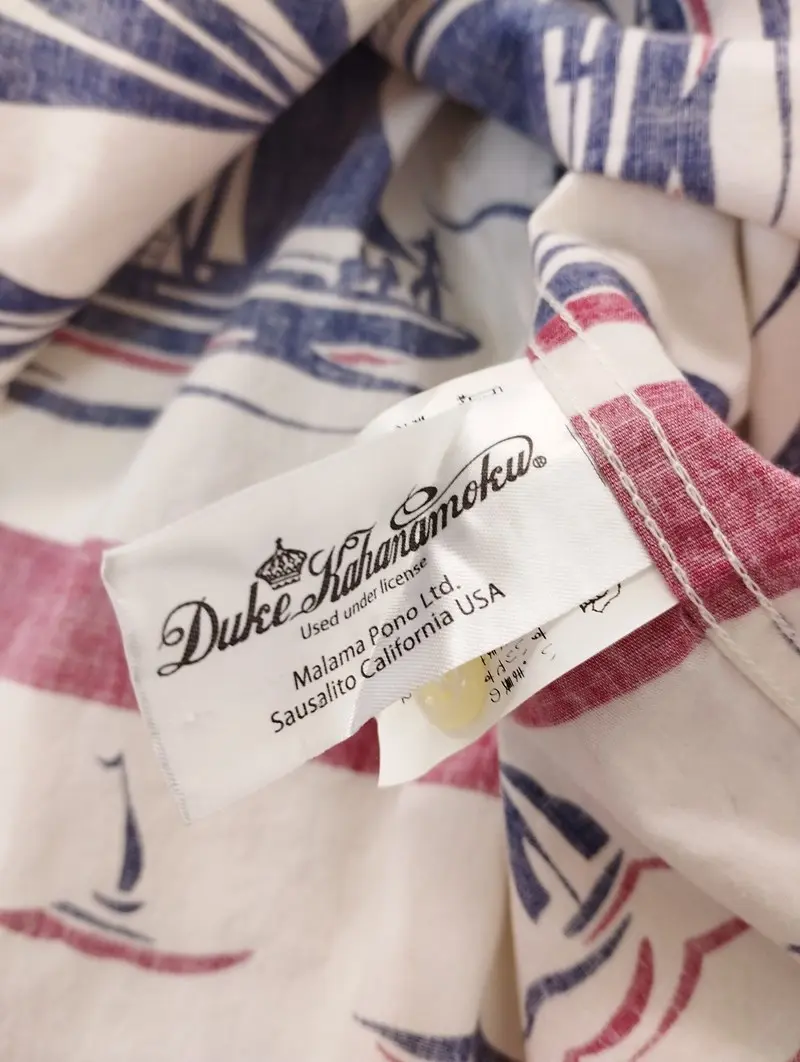 Duke Kahanamoku®
Used under license
Malama Pono Ltd.
Sausalito California USA